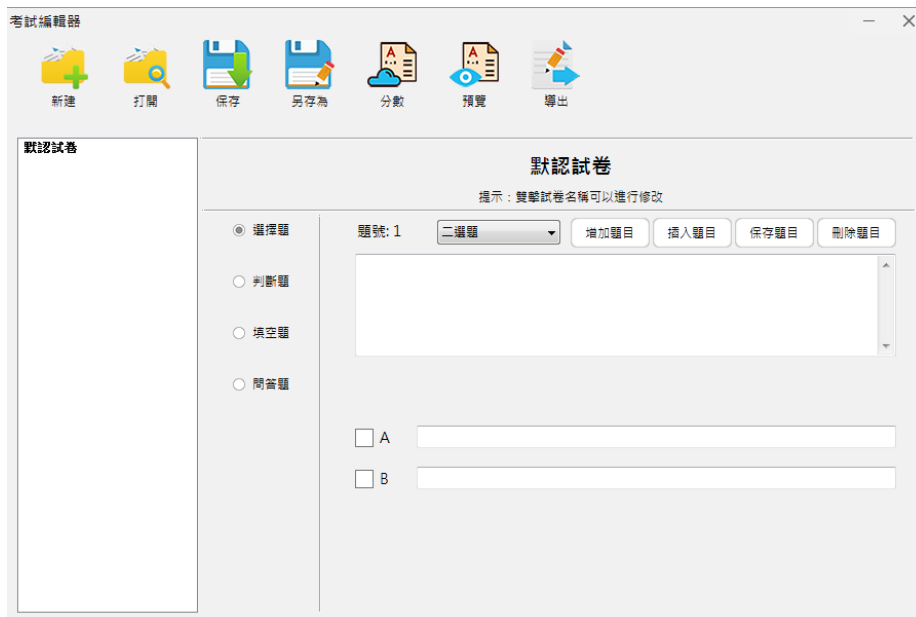 考試編輯器
新建 打開 保存 另存為 分數 預覽 導出
默認試卷
默認試卷
提示：雙擊試卷名稱可以進行修改
選擇題
題號: 1 二選題 增加題目 插入題目 保存題目 刪除題目
判斷題
填空題
問答題
A
B